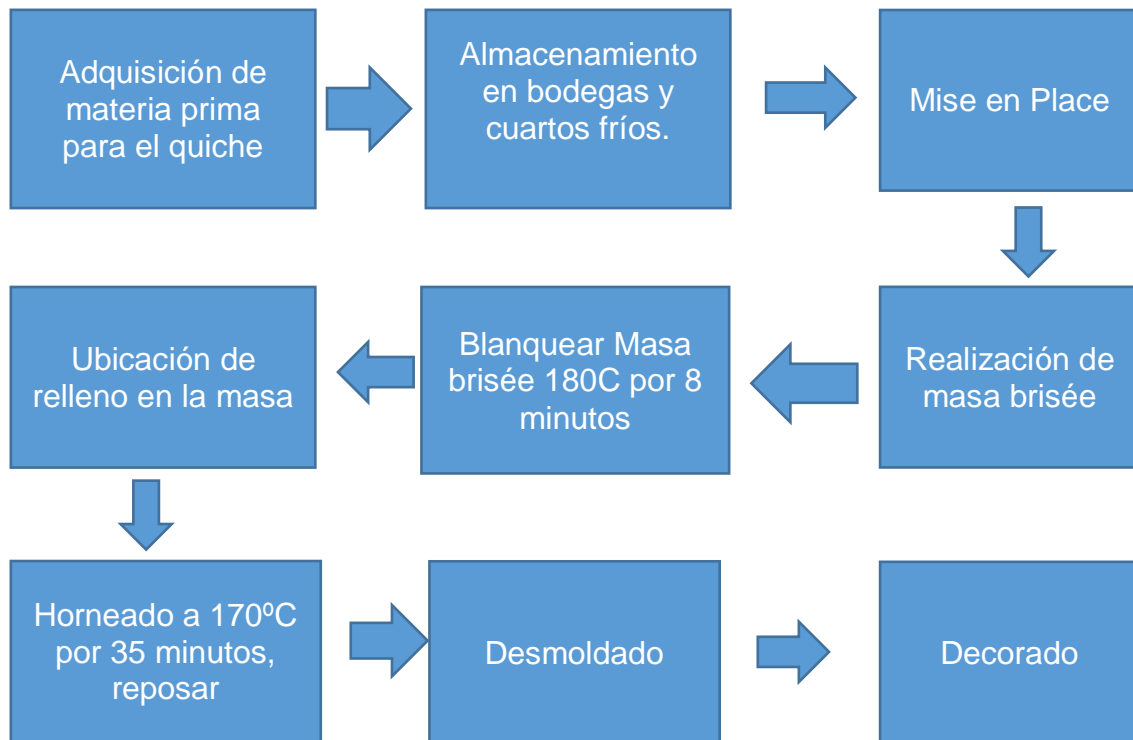 Adquisición de
materia prima
para el quiche
Almacenamiento
en bodegas y
cuartos fríos.
Mise en Place
Realización de
masa brisée
Blanquear Masa
brisée 180C por 8
minutos
Ubicación de
relleno en la masa
Horneado a 170ºC
por 35 minutos,
reposar
Desmoldado
Decorado